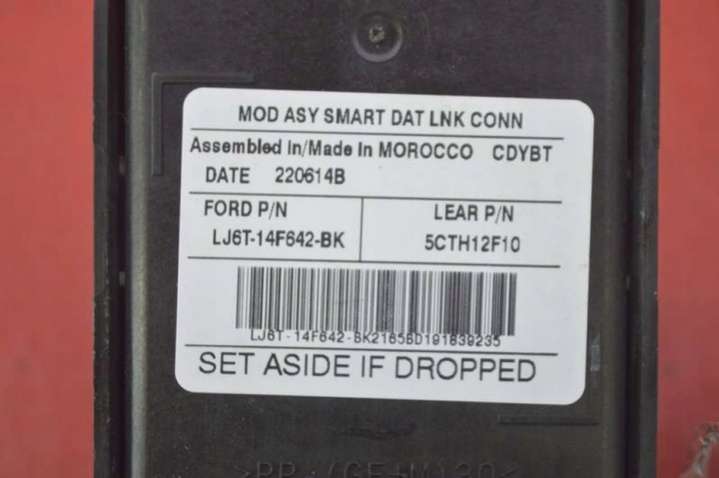 MOD ASY SMART DAT LNK CONN
Assembled in/Made in MOROCCO CDYBT
DATE 220614B
FORD P/N LEAR P/N
LJ6T-14F642-BK 5CTH12F10
LJ6T-14F642-BK2165BD191839235
SET ASIDE IF DROPPED